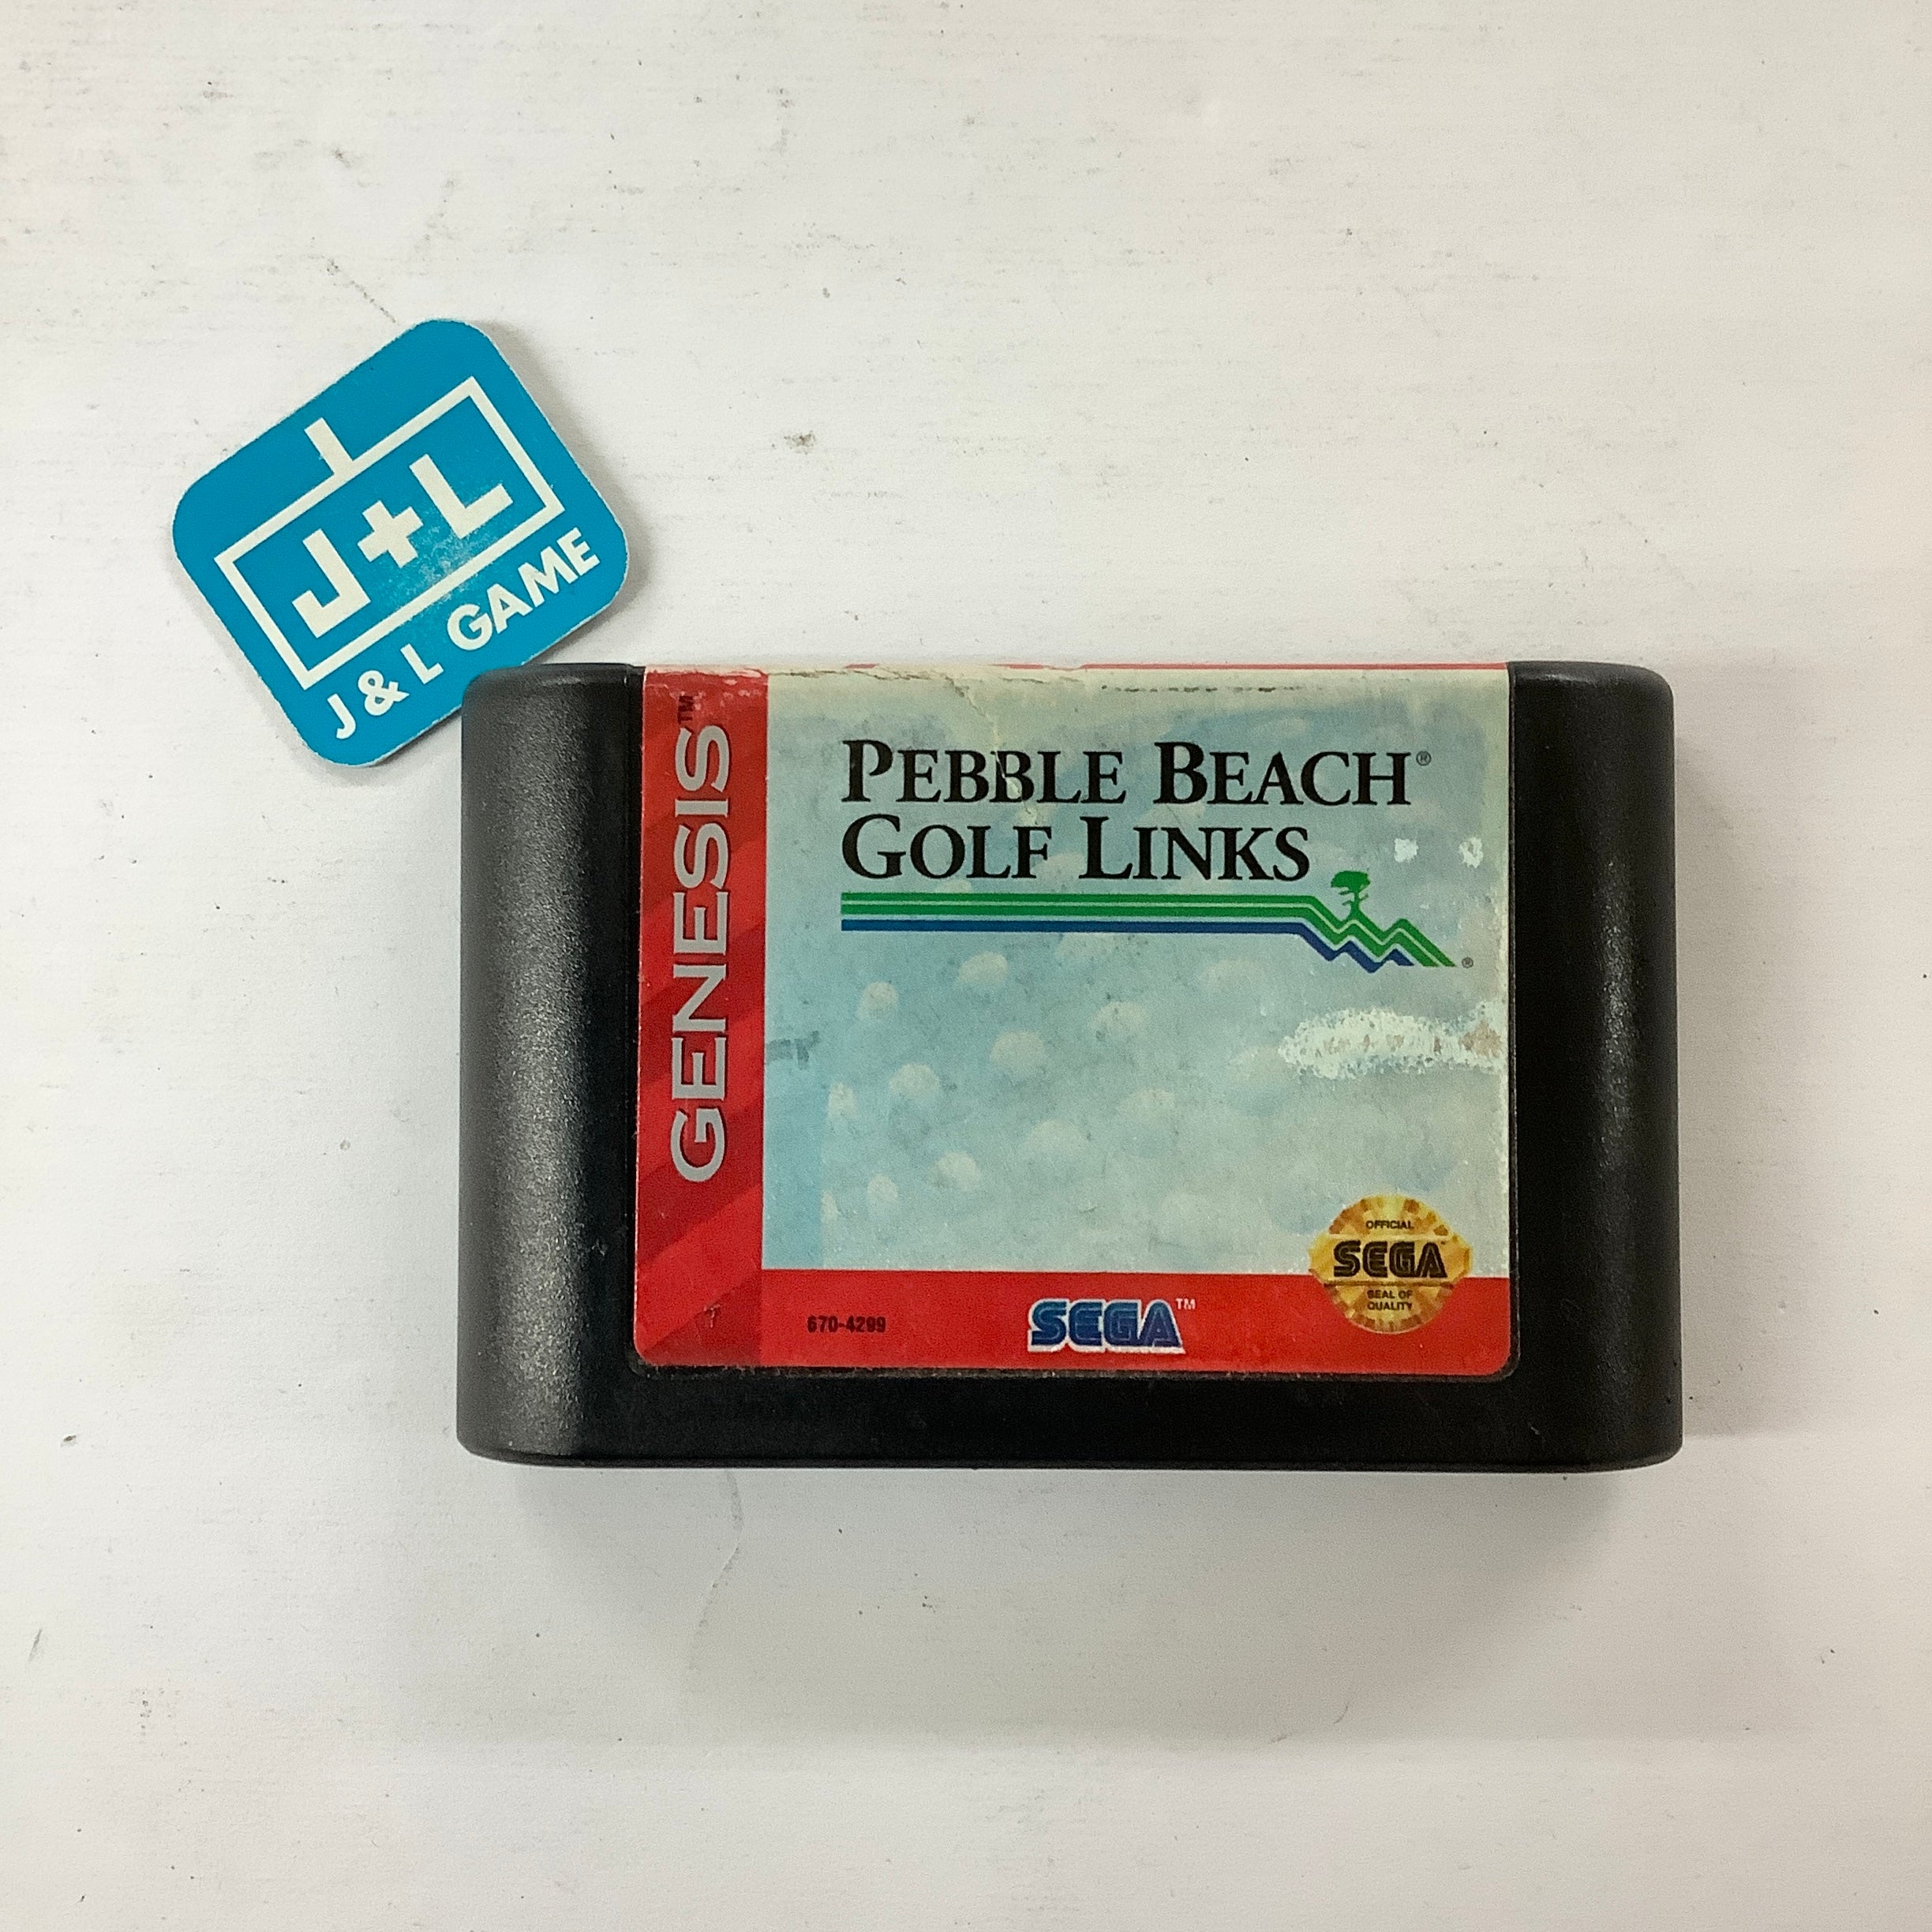 J+L
J & L GAME
GENESIS™
PEBBLE BEACH®
GOLF LINKS
®
OFFICIAL
SEGA
SEAL OF
QUALITY
670-4299
SEGA™